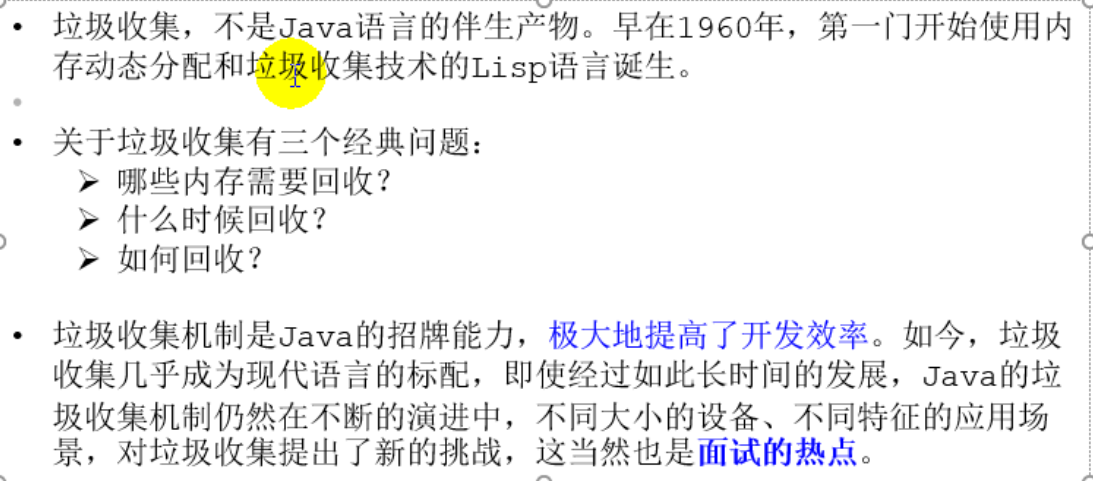 • 垃圾收集，不是Java语言的伴生产物。早在1960年，第一门开始使用内
存动态分配和垃圾收集技术的Lisp语言诞生。
•
• 关于垃圾收集有三个经典问题：
➢ 哪些内存需要回收？
➢ 什么时候回收？
➢ 如何回收？
• 垃圾收集机制是Java的招牌能力，极大地提高了开发效率。如今，垃圾
收集几乎成为现代语言的标配，即使经过如此长时间的发展，Java的垃
圾收集机制仍然在不断的演进中，不同大小的设备、不同特征的应用场
景，对垃圾收集提出了新的挑战，这当然也是面试的热点。